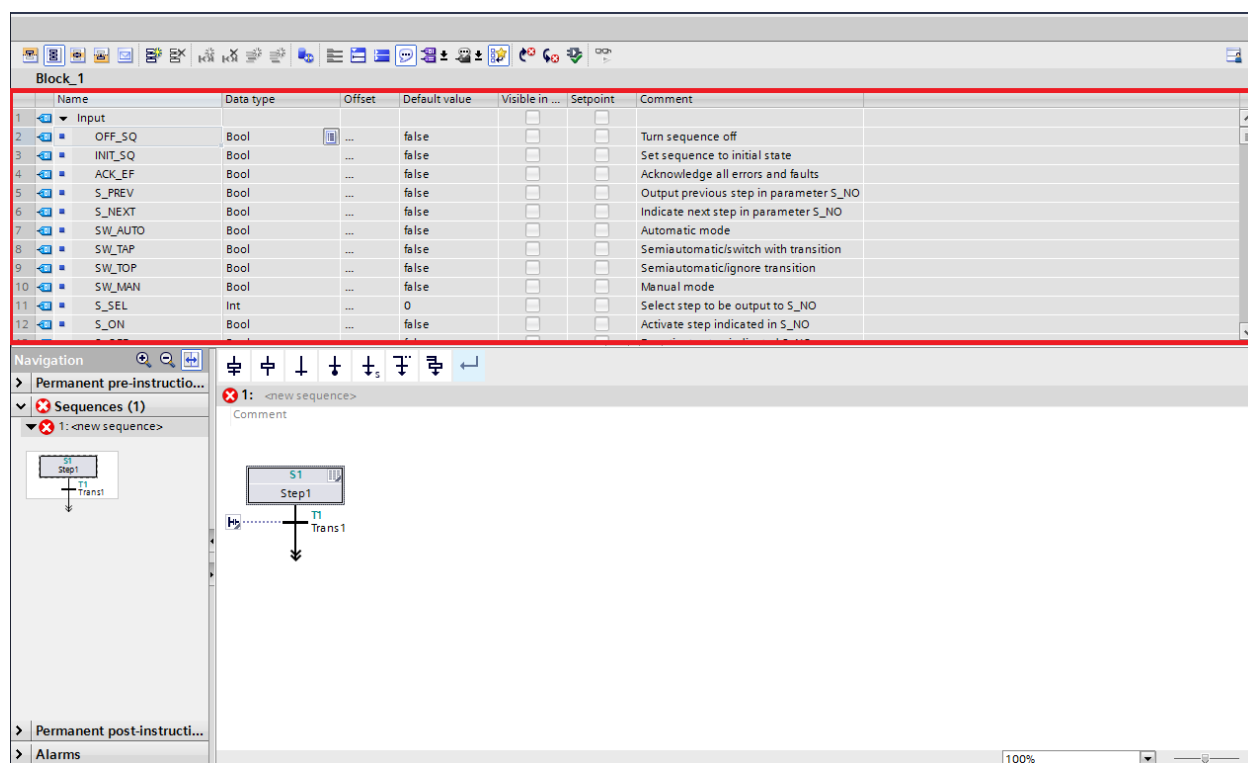 Block_1
Name Data type Offset Default value Visible in ... Setpoint Comment
1 Input
2 OFF_SQ Bool ... false Turn sequence off
3 INIT_SQ Bool ... false Set sequence to initial state
4 ACK_EF Bool ... false Acknowledge all errors and faults
5 S_PREV Bool ... false Output previous step in parameter S_NO
6 S_NEXT Bool ... false Indicate next step in parameter S_NO
7 SW_AUTO Bool ... false Automatic mode
8 SW_TAP Bool ... false Semiautomatic/switch with transition
9 SW_TOP Bool ... false Semiautomatic/ignore transition
10 SW_MAN Bool ... false Manual mode
11 S_SEL Int ... 0 Select step to be output to S_NO
12 S_ON Bool ... false Activate step indicated in S_NO
Navigation
Permanent pre-instructio...
Sequences (1)
1: <new sequence>
S1
Step1
T1
Trans1
Permanent post-instructi...
Alarms
1: <new sequence>
Comment
S1
Step1
T1
Trans1
100%